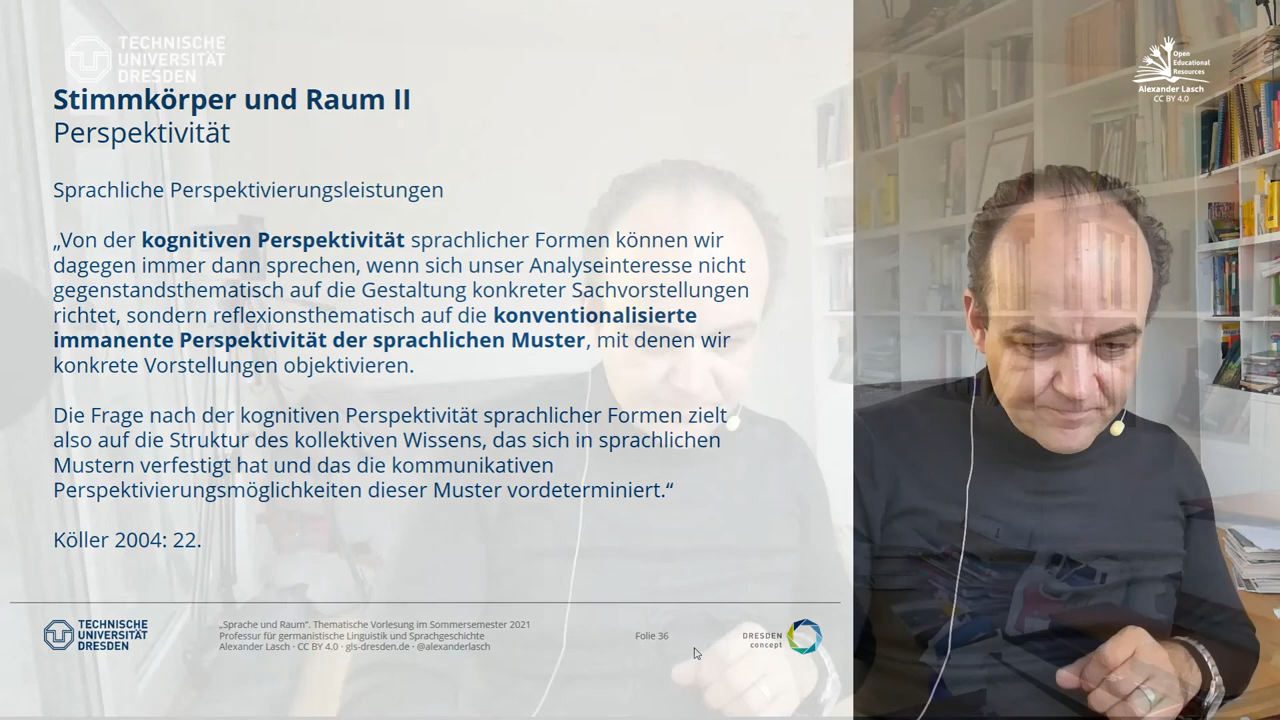 TECHNISCHE
UNIVERSITÄT
DRESDEN
Open
Educational
Resources
Alexander Lasch
CC BY 4.0
Stimmkörper und Raum II
Perspektivität
Sprachliche Perspektivierungsleistungen
„Von der kognitiven Perspektivität sprachlicher Formen können wir
dagegen immer dann sprechen, wenn sich unser Analyseinteresse nicht
gegenstandsthematisch auf die Gestaltung konkreter Sachvorstellungen
richtet, sondern reflexionsthematisch auf die konventionalisierte
immanente Perspektivität der sprachlichen Muster, mit denen wir
konkrete Vorstellungen objektivieren.
Die Frage nach der kognitiven Perspektivität sprachlicher Formen zielt
also auf die Struktur des kollektiven Wissens, das sich in sprachlichen
Mustern verfestigt hat und das die kommunikativen
Perspektivierungsmöglichkeiten dieser Muster vordeterminiert.“
Köller 2004: 22.
TECHNISCHE
UNIVERSITÄT
DRESDEN
„Sprache und Raum“. Thematische Vorlesung im Sommersemester 2021
Professur für germanistische Linguistik und Sprachgeschichte
Alexander Lasch · CC BY 4.0 · gls-dresden.de · @alexanderlasch
Folie 36
DRESDEN
concept